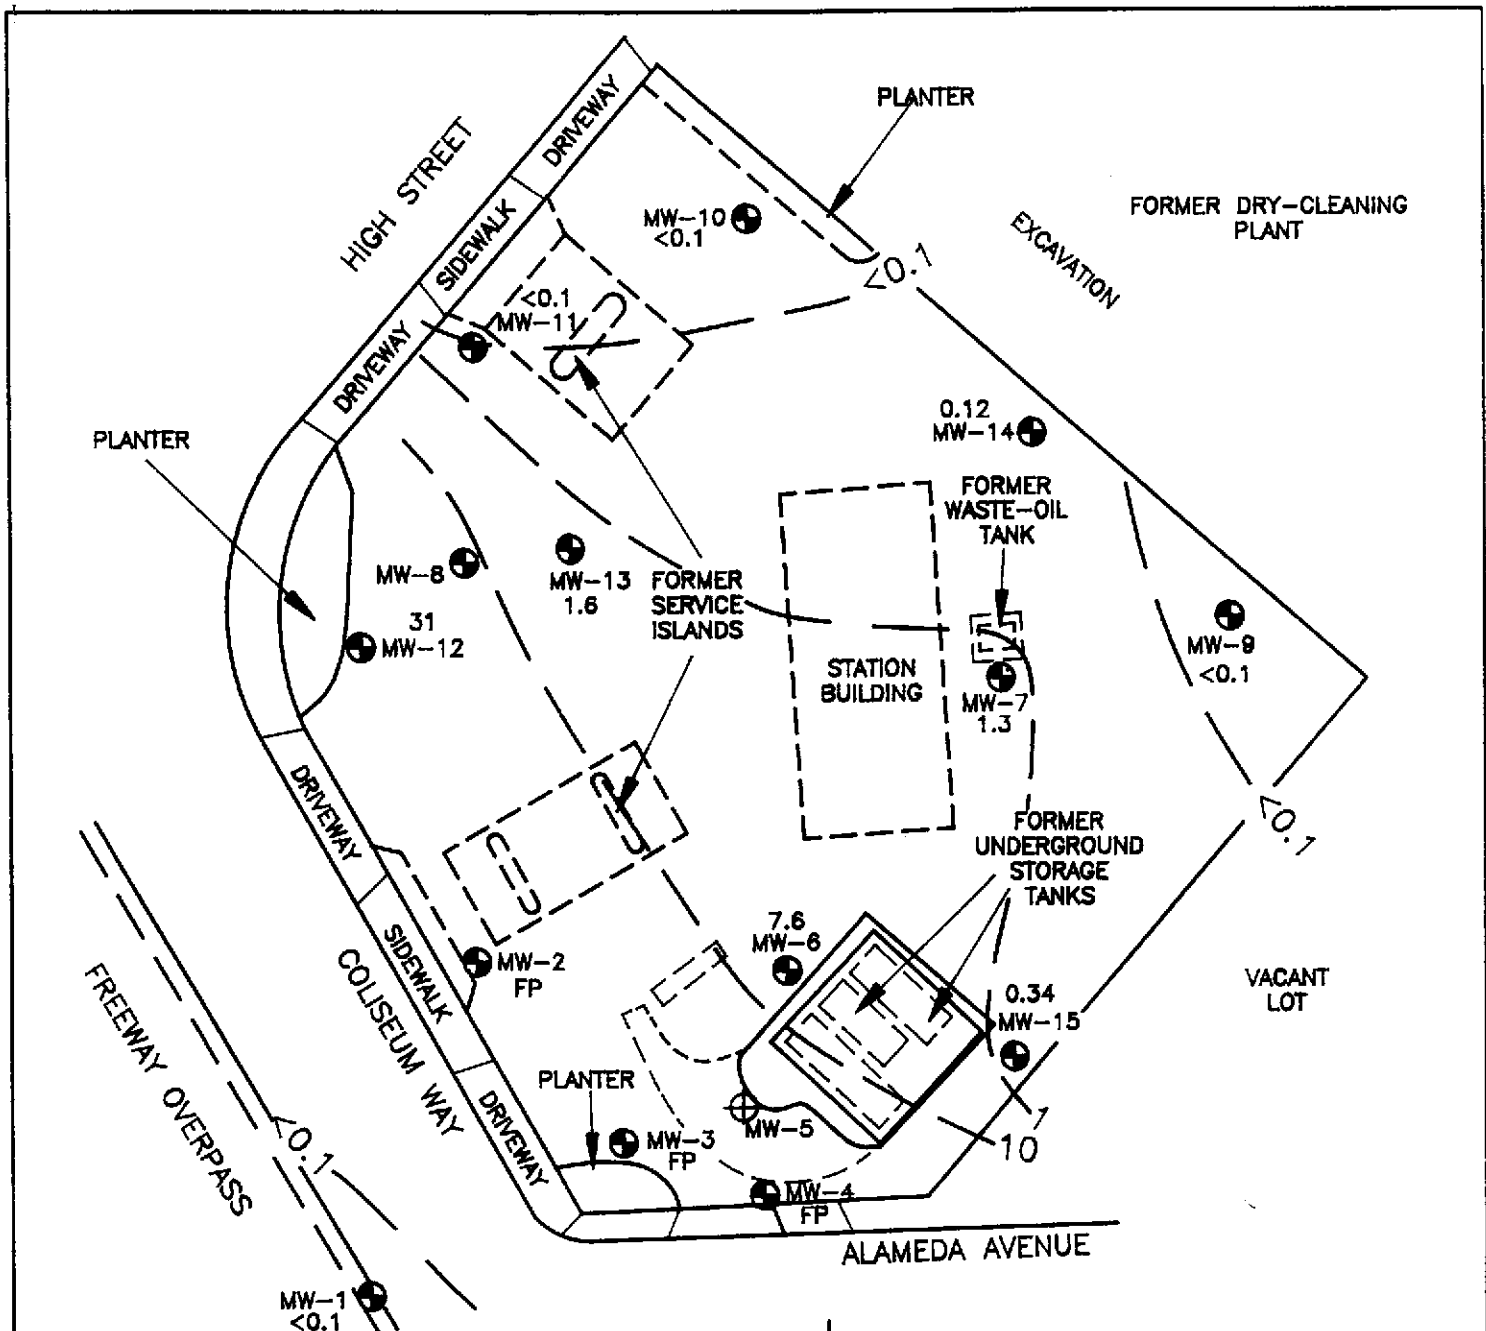 DRIVEWAY
PLANTER
HIGH STREET
SIDEWALK
MW-10
<0.1
FORMER DRY-CLEANING
PLANT
EXCAVATION
<0.1
<0.1
MW-11
DRIVEWAY
PLANTER
0.12
MW-14
FORMER
WASTE-OIL
TANK
MW-8
MW-13
1.6
FORMER
SERVICE
ISLANDS
31
MW-12
MW-9
<0.1
STATION
BUILDING
MW-7
1.3
DRIVEWAY
<0.1
FORMER
UNDERGROUND
STORAGE
TANKS
7.6
MW-6
SIDEWALK
MW-2
FP
COLISEUM WAY
FREEWAY OVERPASS
VACANT
LOT
0.34
MW-15
PLANTER
DRIVEWAY
MW-5
1
10
<0.1
MW-3
FP
MW-4
FP
ALAMEDA AVENUE
MW-1
<0.1